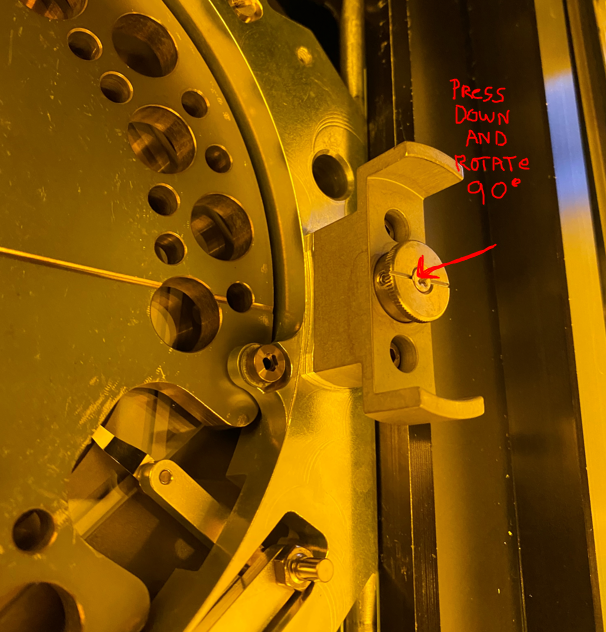 PRess
DOWN
AND
ROTATe
90°